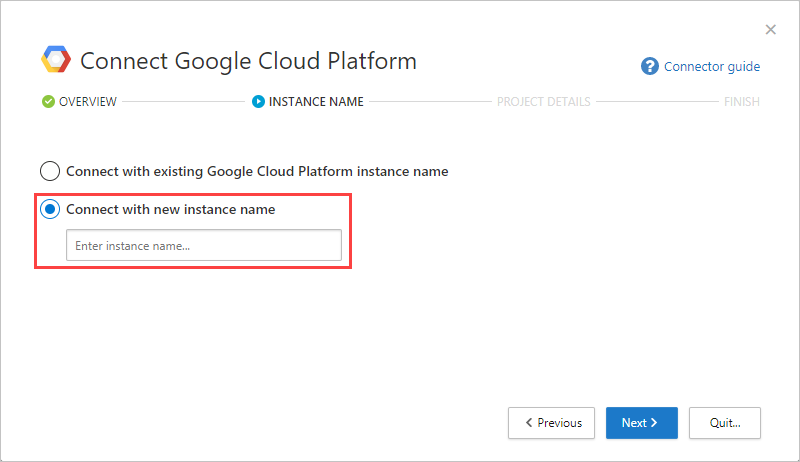 Connect Google Cloud Platform
? Connector guide
OVERVIEW
INSTANCE NAME
PROJECT DETAILS
FINISH
Connect with existing Google Cloud Platform instance name
Connect with new instance name
Enter instance name...
Previous
Next
Quit...